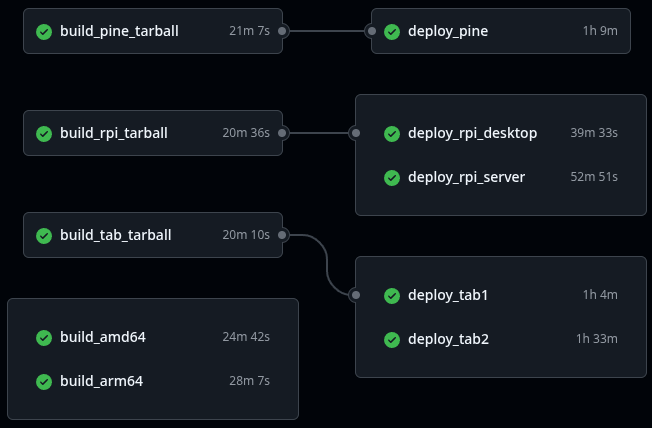 build_pine_tarball 21m 7s
deploy_pine 1h 9m
build_rpi_tarball 20m 36s
deploy_rpi_desktop 39m 33s
deploy_rpi_server 52m 51s
build_tab_tarball 20m 10s
deploy_tab1 1h 4m
deploy_tab2 1h 33m
build_amd64 24m 42s
build_arm64 28m 7s